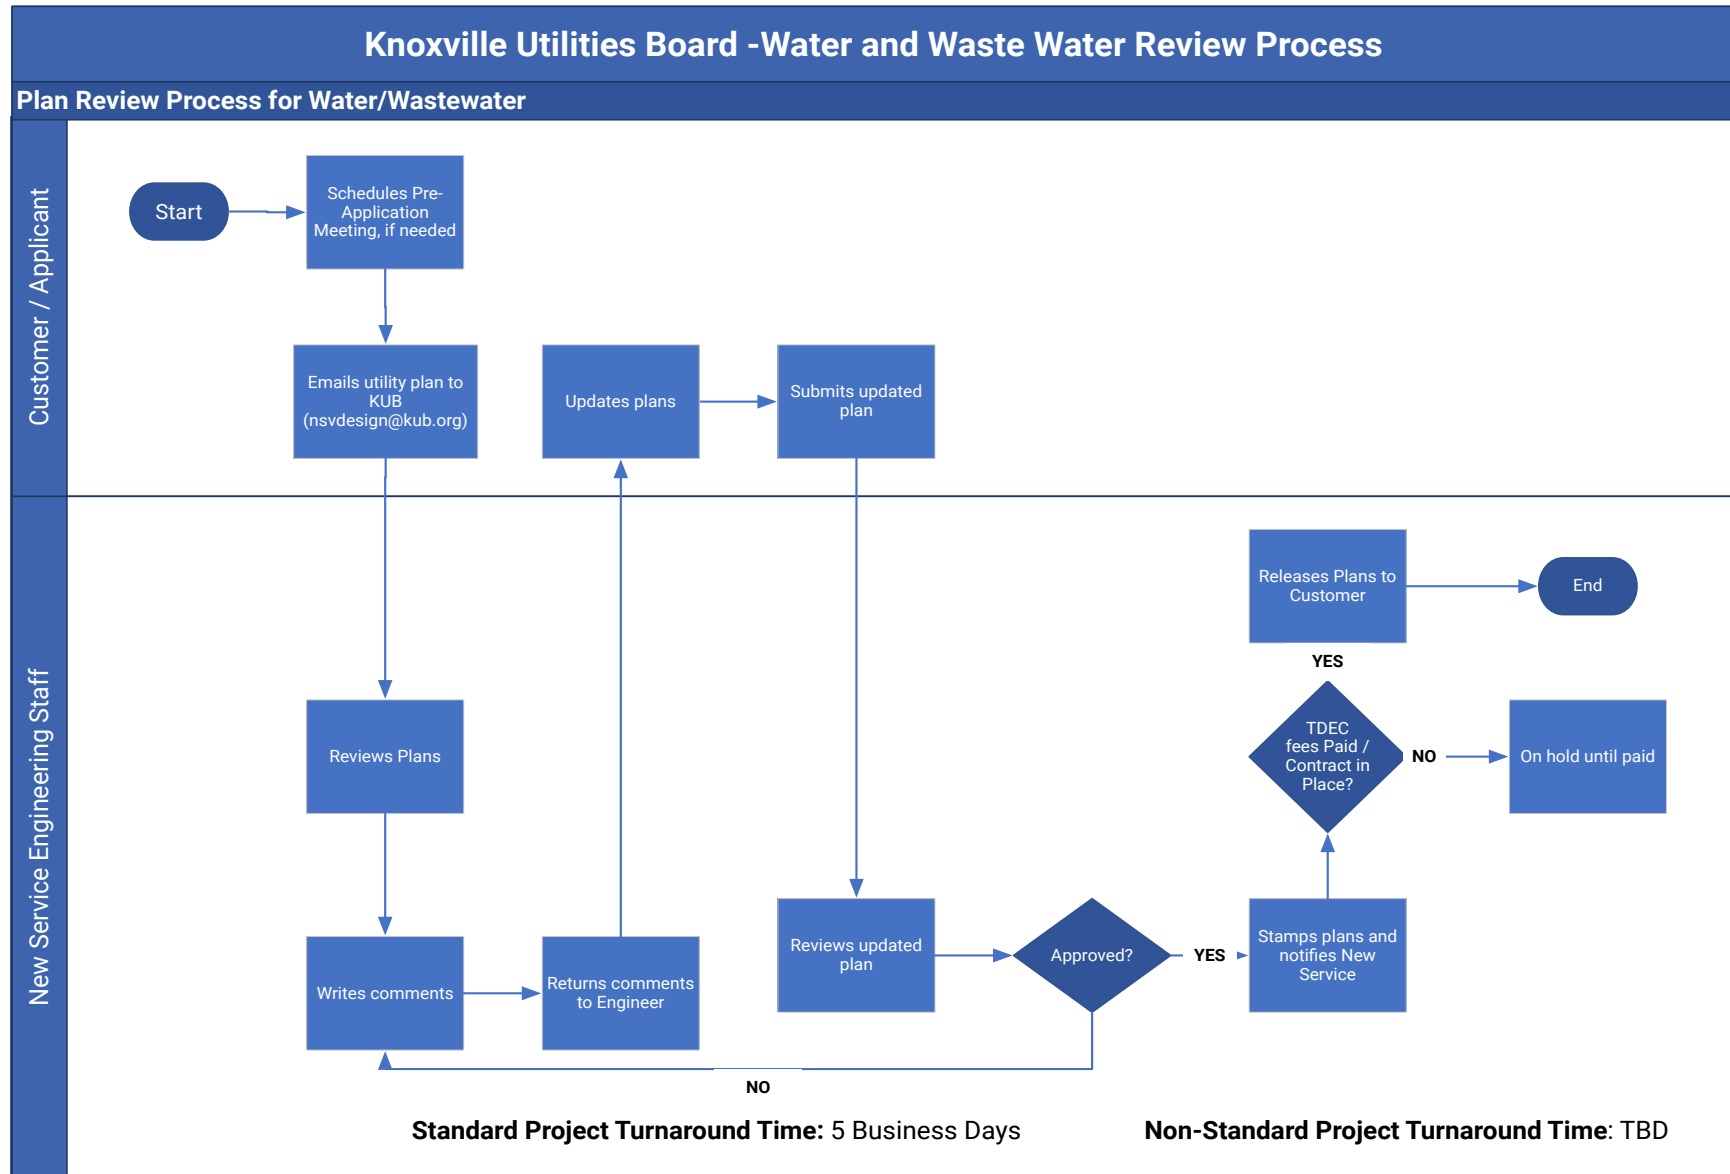 Knoxville Utilities Board -Water and Waste Water Review Process
Plan Review Process for Water/Wastewater
Customer / Applicant
Start
Schedules Pre-
Application
Meeting, if needed
Emails utility plan to
KUB
(nsvdesign@kub.org)
Updates plans
Submits updated
plan
New Service Engineering Staff
Releases Plans to
Customer
End
YES
TDEC
fees Paid /
Contract in
Place?
NO
On hold until paid
Reviews Plans
Writes comments
Returns comments
to Engineer
Reviews updated
plan
Approved?
YES
Stamps plans and
notifies New
Service
NO
Standard Project Turnaround Time: 5 Business Days
Non-Standard Project Turnaround Time: TBD